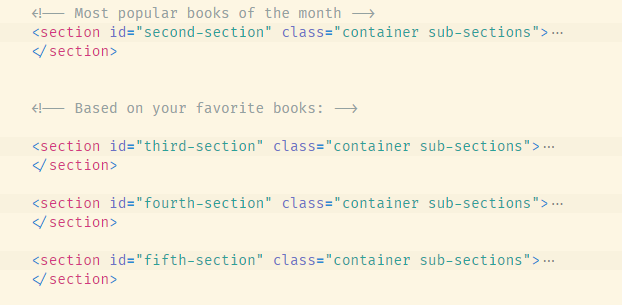 <!-- Most popular books of the month -->
<section id="second-section" class="container sub-sections">···
</section>
<!-- Based on your favorite books: -->
<section id="third-section" class="container sub-sections">···
</section>
<section id="fourth-section" class="container sub-sections">···
</section>
<section id="fifth-section" class="container sub-sections">···
</section>